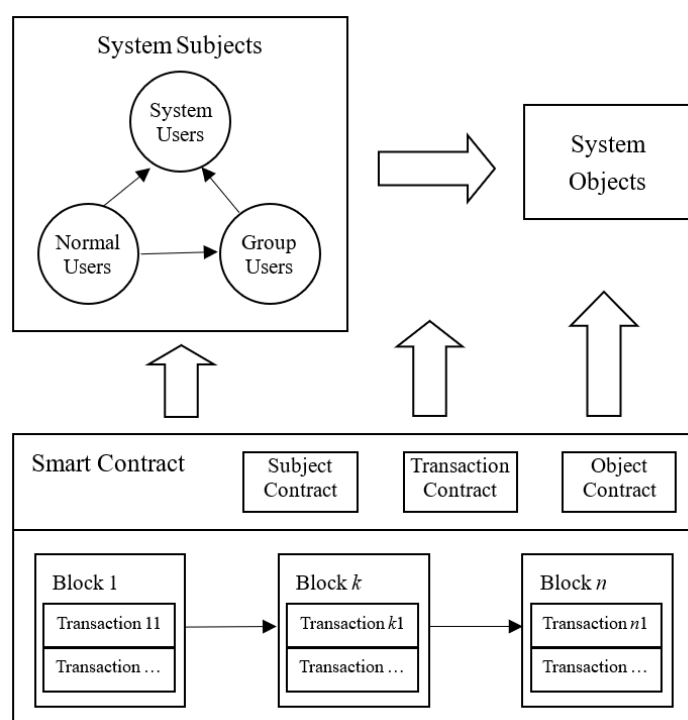 System Subjects
System
Users
Normal
Users
Group
Users
System
Objects
Smart Contract
Subject
Contract
Transaction
Contract
Object
Contract
Block 1
Transaction 11
Transaction …
Block k
Transaction k1
Transaction …
Block n
Transaction n1
Transaction …